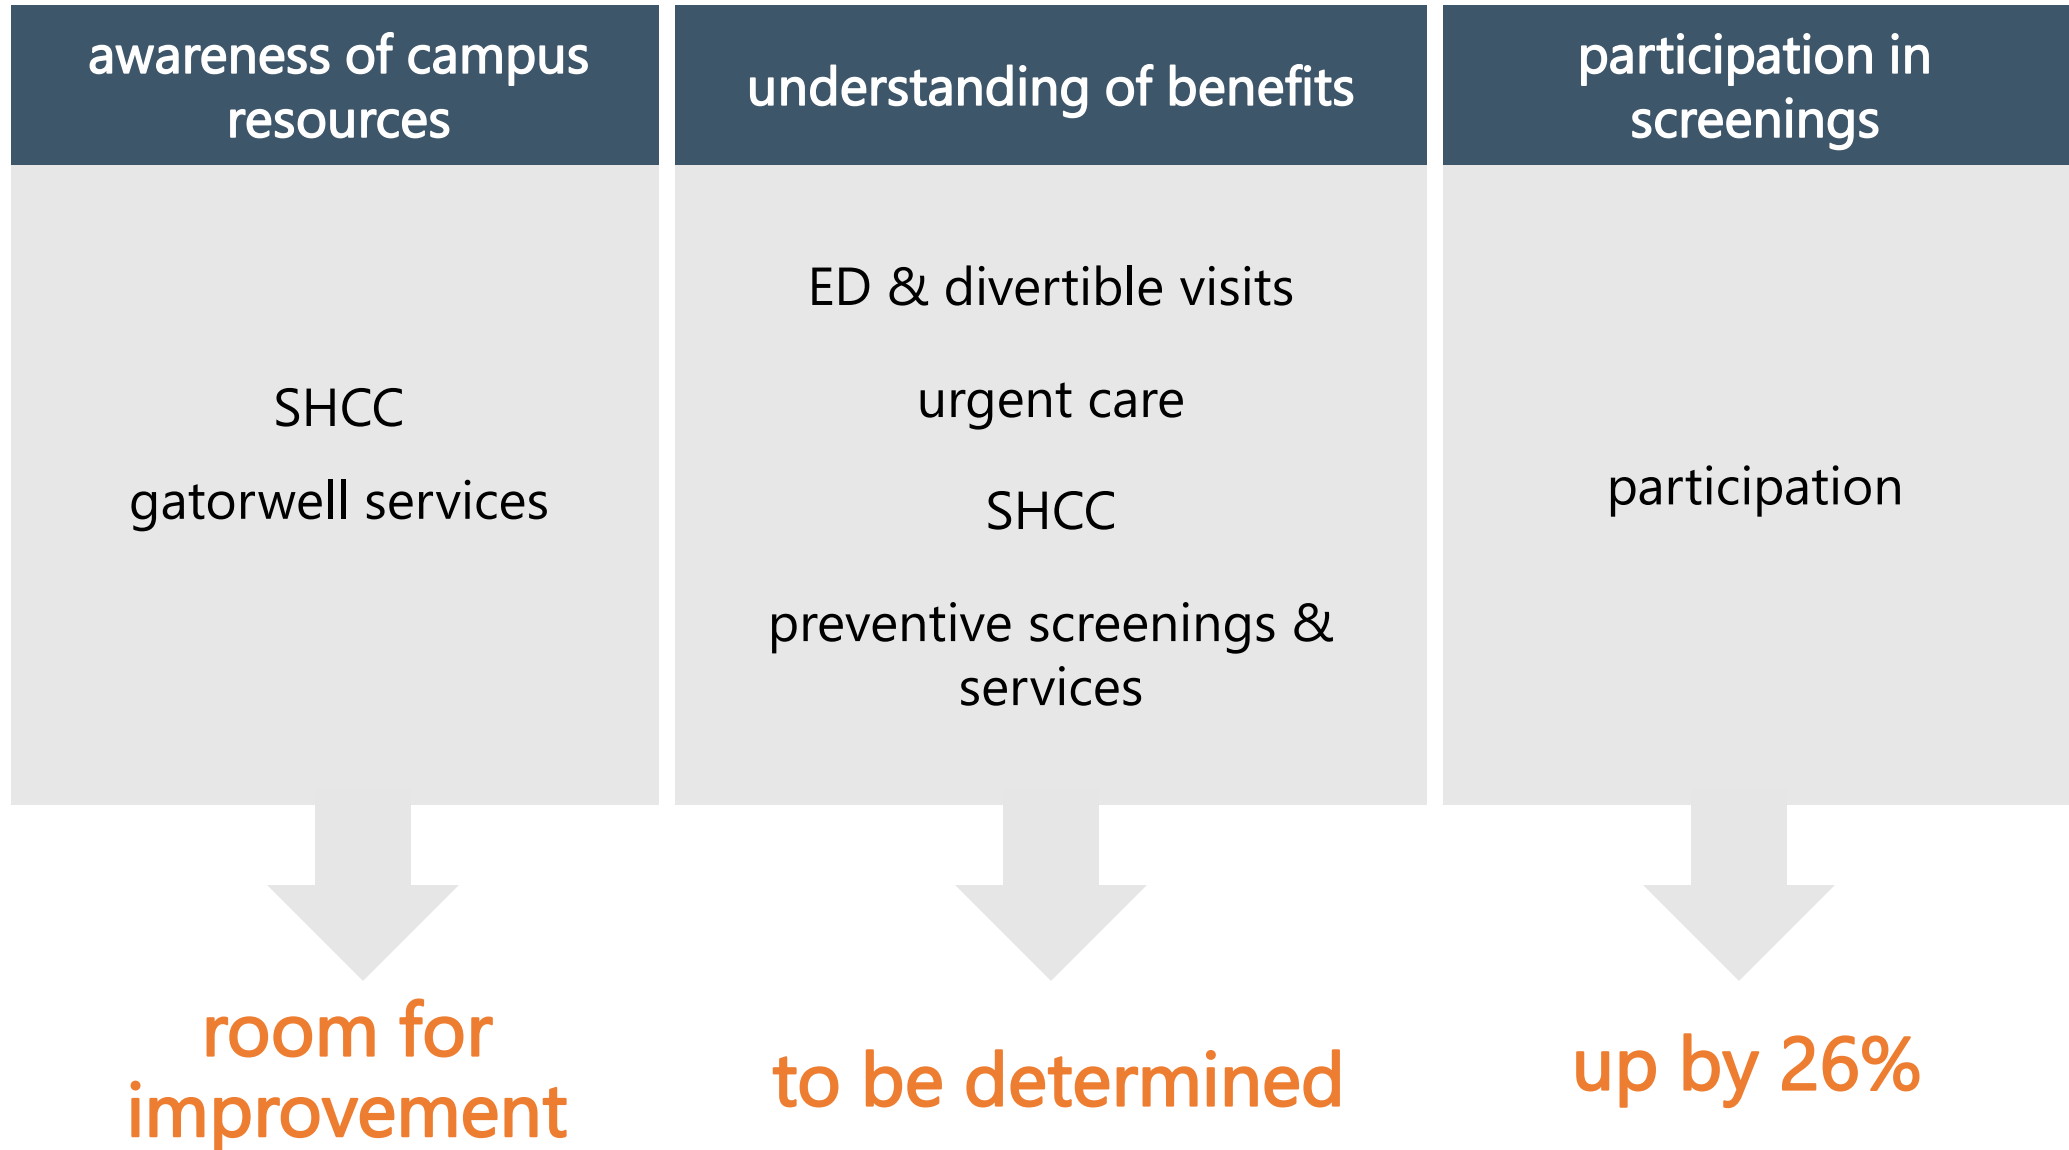 awareness of campus
resources
SHCC
gatorwell services
room for
improvement
understanding of benefits
ED & divertible visits
urgent care
SHCC
preventive screenings &
services
to be determined
participation in
screenings
participation
up by 26%